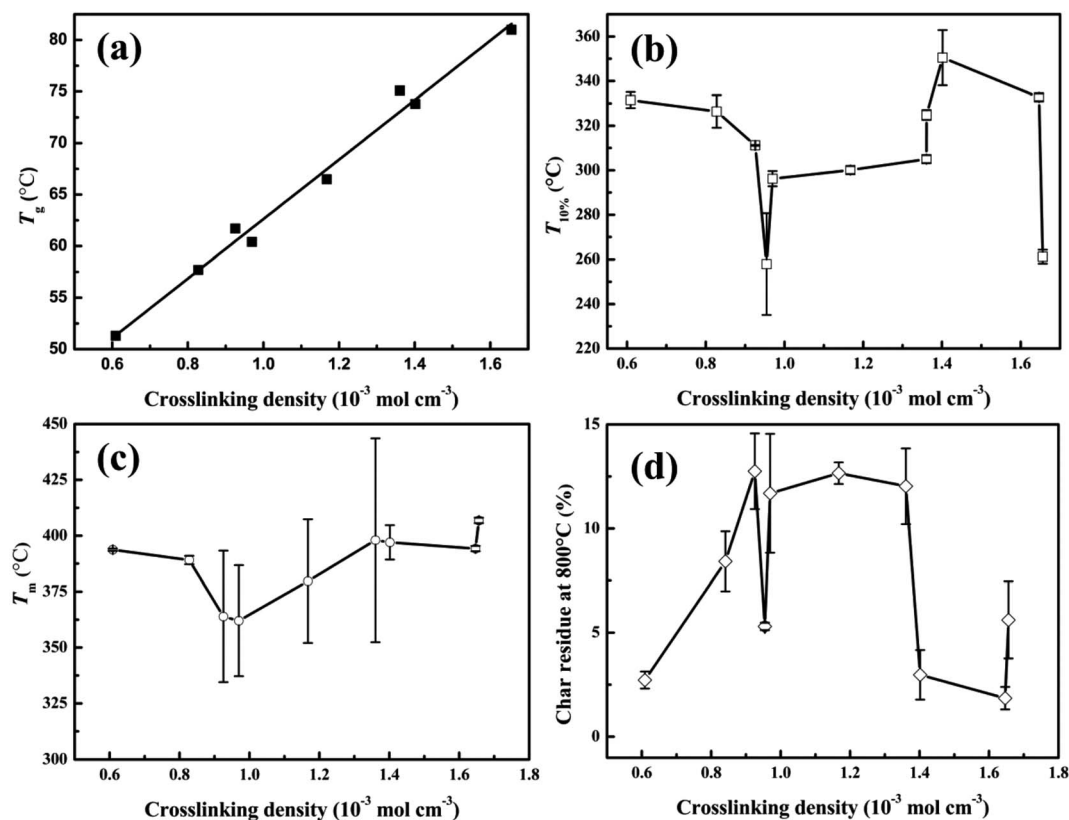 (a)
80
75
70
65
60
55
50
T_g (°C)
0.6 0.8 1.0 1.2 1.4 1.6
Crosslinking density (10⁻³ mol cm⁻³)
(b)
360
340
320
300
280
260
240
220
T_10% (°C)
0.6 0.8 1.0 1.2 1.4 1.6
Crosslinking density (10⁻³ mol cm⁻³)
(c)
450
425
400
375
350
325
300
T_m (°C)
0.6 0.8 1.0 1.2 1.4 1.6 1.8
Crosslinking density (10⁻³ mol cm⁻³)
(d)
15
10
5
0
Char residue at 800°C (%)
0.6 0.8 1.0 1.2 1.4 1.6 1.8
Crosslinking density (10⁻³ mol cm⁻³)